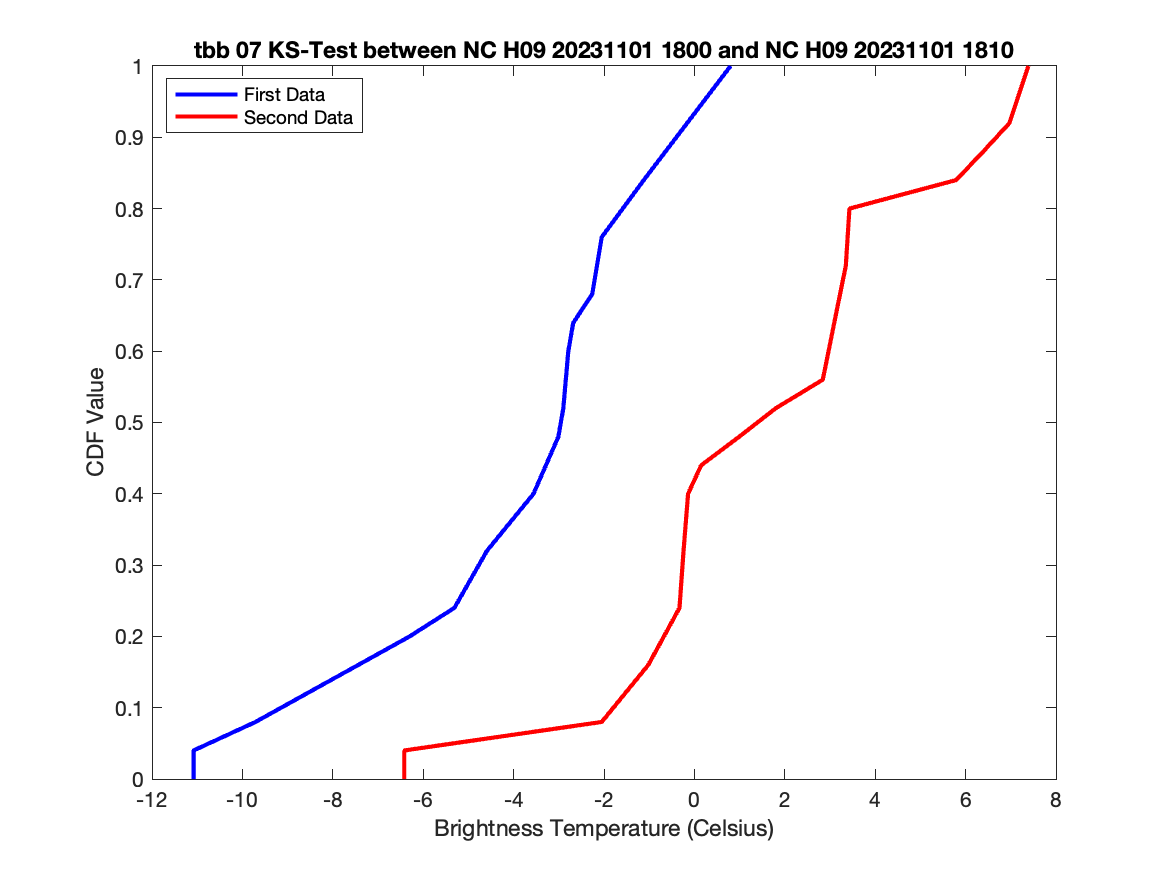 tbb 07 KS-Test between NC H09 20231101 1800 and NC H09 20231101 1810
First Data
Second Data
1
0.9
0.8
0.7
0.6
0.5
0.4
0.3
0.2
0.1
0
CDF Value
-12 -10 -8 -6 -4 -2 0 2 4 6 8
Brightness Temperature (Celsius)